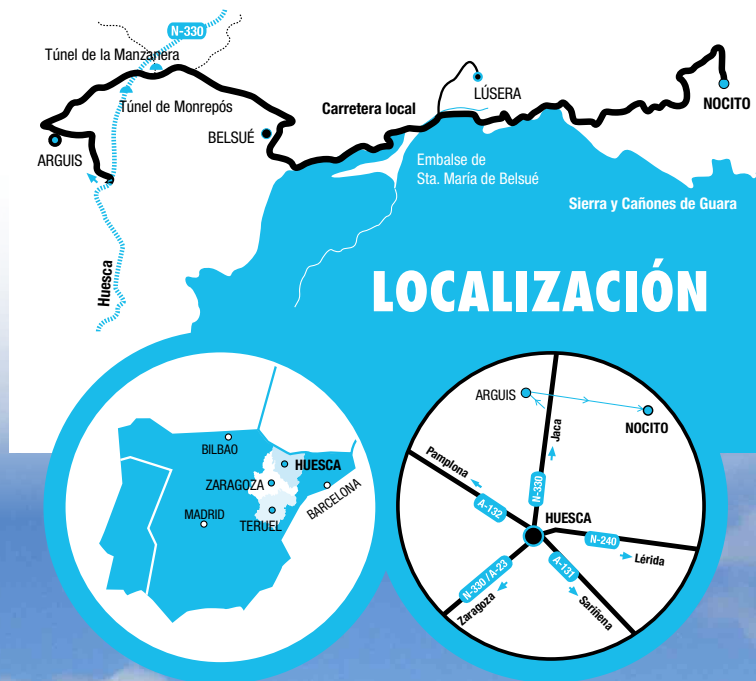 N-330
Túnel de la Manzanera
Túnel de Monrepós
ARGUIS
BELSUÉ
Huesca
Carretera local
LÚSERA
NOCITO
Embalse de
Sta. María de Belsué
Sierra y Cañones de Guara
LOCALIZACIÓN
BILBAO
HUESCA
ZARAGOZA
BARCELONA
MADRID
TERUEL
ARGUIS
NOCITO
Jaca
Pamplona
N-330
A-132
HUESCA
N-240
Lérida
N-330 / A-23
A-131
Zaragoza
Sariñena